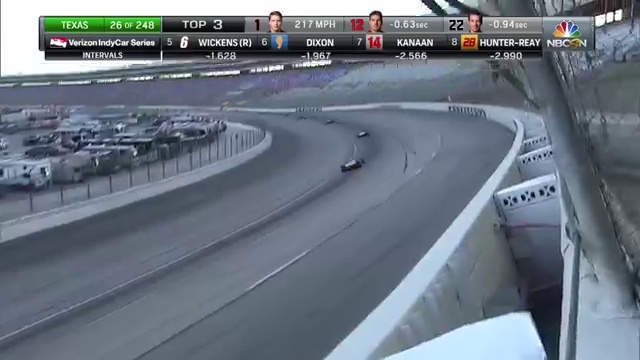 TEXAS 26 OF 248 TOP 3 1 217 MPH 12 -0.63SEC 22 -0.94SEC
Verizon IndyCar Series 5 6 WICKENS (R) 6 9 DIXON 7 14 KANAAN 8 28 HUNTER-REAY NBCSN
INTERVALS -1.628 -1.967 -2.566 -2.990